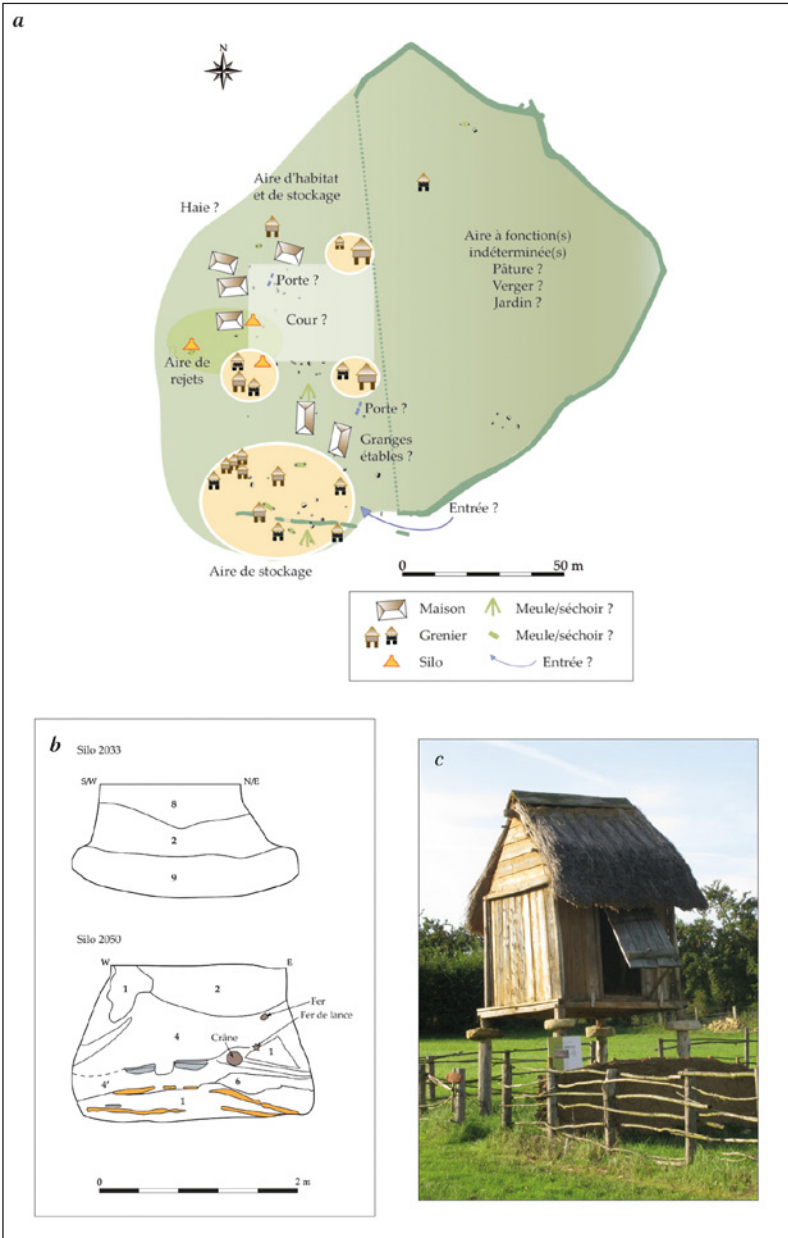 a
N
Aire d'habitat
et de stockage
Haie ?
Porte ?
Cour ?
Aire de
rejets
Porte ?
Granges
étables ?
Aire à fonction(s)
indéterminée(s)
Pâture ?
Verger ?
Jardin ?
Entrée ?
Aire de stockage
0 50 m
Maison Meule/séchoir ?
Grenier Meule/séchoir ?
Silo Entrée ?
b
Silo 2033
S/W N/E
8
2
9
Silo 2050
W E
1 2
Fer
Fer de lance
4
Crâne
1
4' 6
1
0 2 m
c